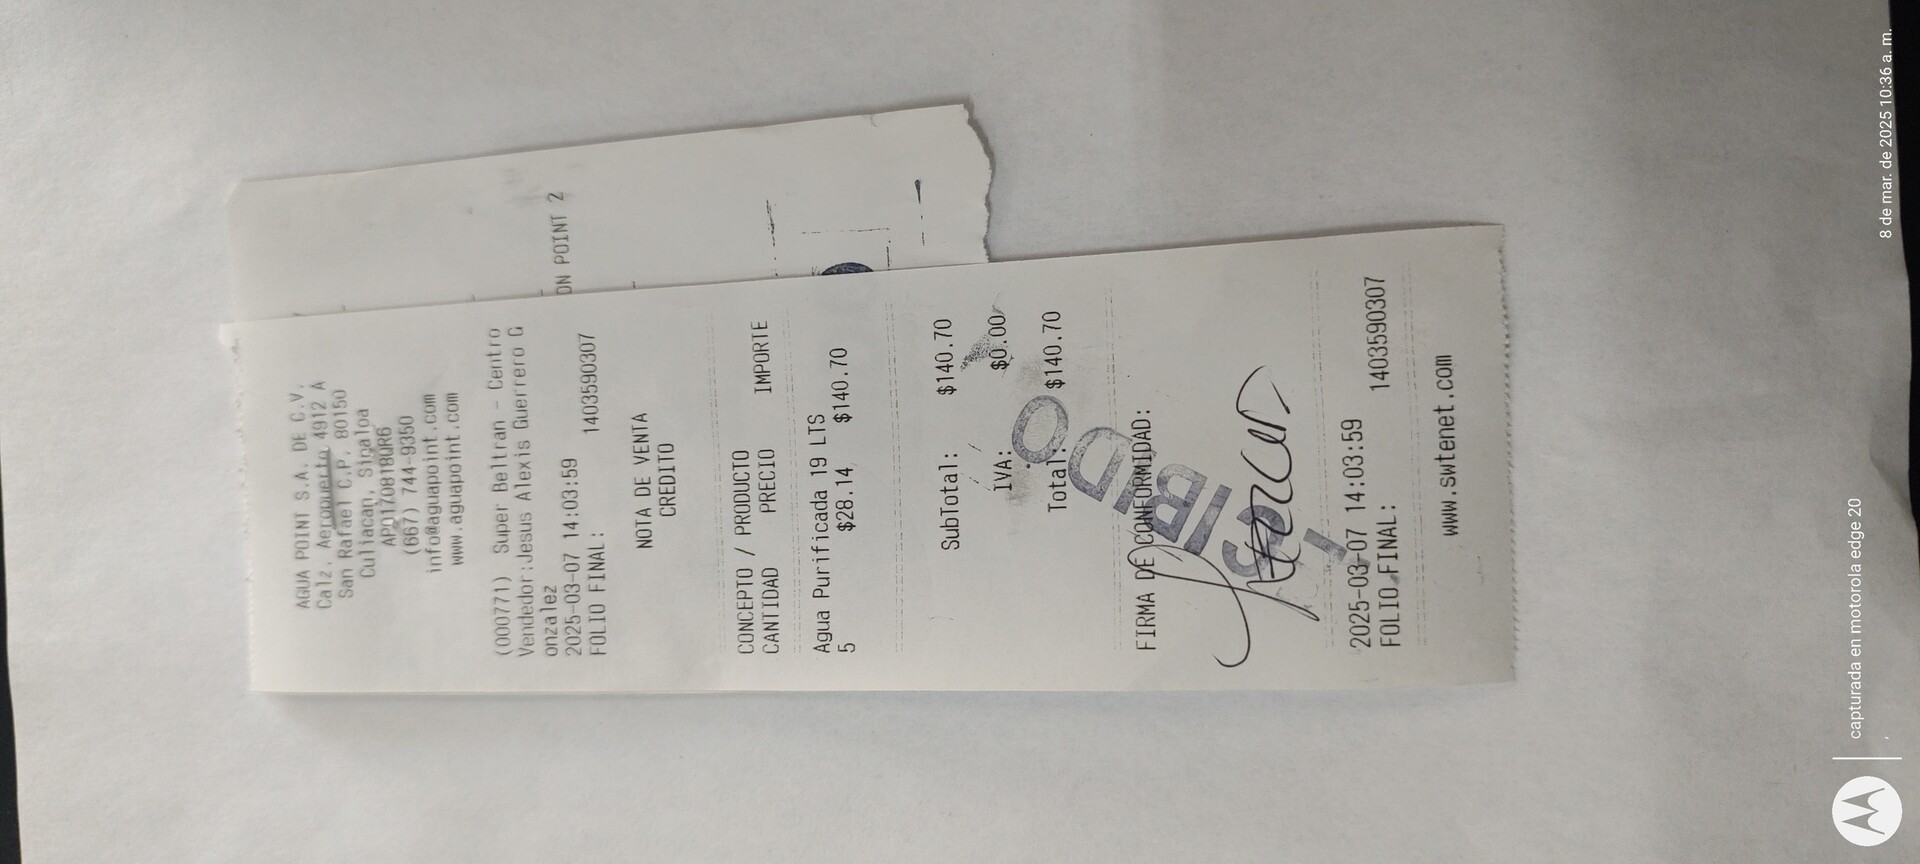 AGUA POINT S.A. DE C.V.
Calz. Aeropuerto 4912 A
San Rafael C.P. 80150
Culiacan, Sinaloa
APO170818QR6
(667) 744-9350
info@aguapoint.com
www.aguapoint.com
(000771) Super Beltran - Centro
Vendedor:Jesus Alexis Guerrero G
onzalez
2025-03-07 14:03:59
FOLIO FINAL: 1403590307
NOTA DE VENTA
CREDITO
CONCEPTO / PRODUCTO
CANTIDAD PRECIO IMPORTE
Agua Purificada 19 LTS
5 $28.14 $140.70
SubTotal: $140.70
IVA: $0.00
Total: $140.70
FIRMA DE CONFORMIDAD:
2025-03-07 14:03:59
FOLIO FINAL: 1403590307
www.swtenet.com
ON POINT 2
capturada en motorola edge 20
8 de mar. de 2025 10:36 a. m.